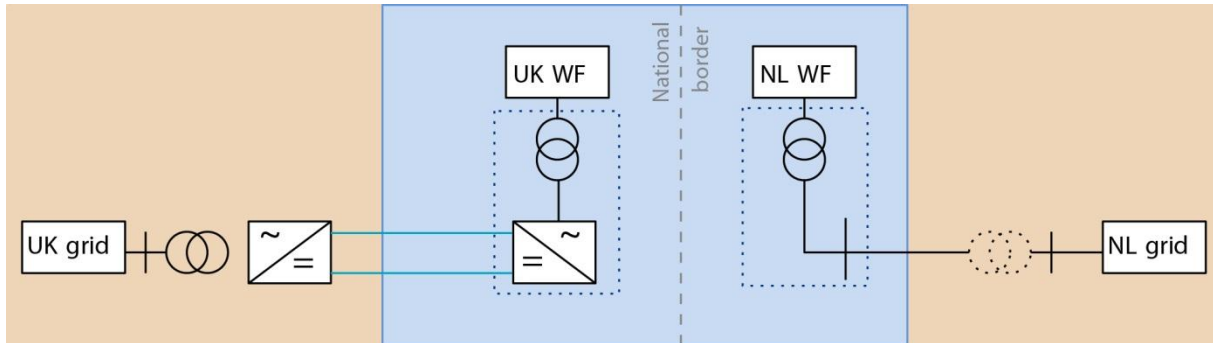 UK WF
National
border
NL WF
UK grid
~
=
=
~
NL grid